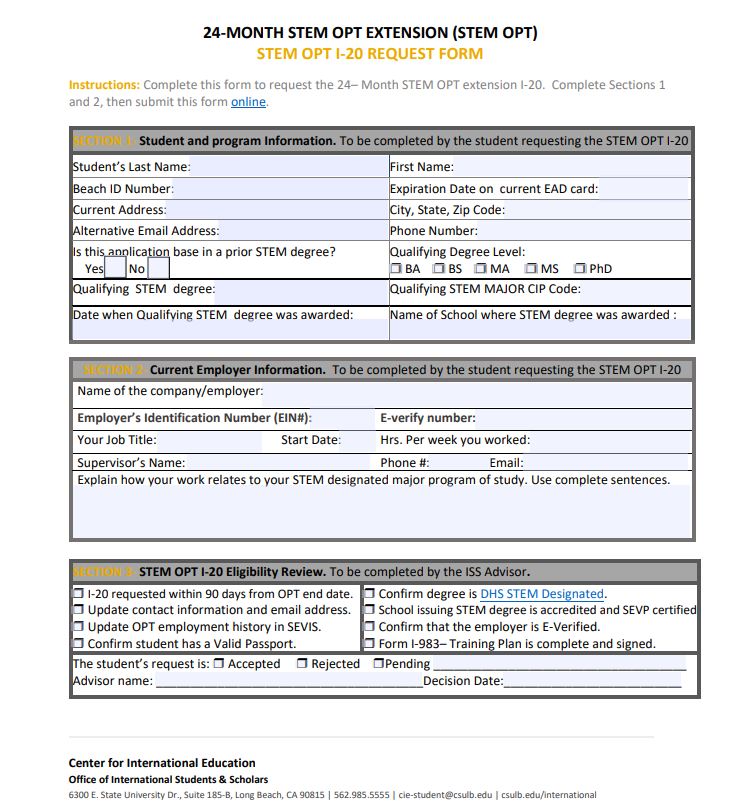 24-MONTH STEM OPT EXTENSION (STEM OPT)
STEM OPT I-20 REQUEST FORM
Instructions: Complete this form to request the 24– Month STEM OPT extension I-20. Complete Sections 1
and 2, then submit this form online.
SECTION 1- Student and program Information. To be completed by the student requesting the STEM OPT I-20
Student's Last Name: First Name:
Beach ID Number: Expiration Date on current EAD card:
Current Address: City, State, Zip Code:
Alternative Email Address: Phone Number:
Is this application base in a prior STEM degree? Qualifying Degree Level:
Yes No ❒ BA ❒ BS ❒ MA ❒ MS ❒ PhD
Qualifying STEM degree: Qualifying STEM MAJOR CIP Code:
Date when Qualifying STEM degree was awarded: Name of School where STEM degree was awarded :
SECTION 2- Current Employer Information. To be completed by the student requesting the STEM OPT I-20
Name of the company/employer:
Employer's Identification Number (EIN#): E-verify number:
Your Job Title: Start Date: Hrs. Per week you worked:
Supervisor's Name: Phone #: Email:
Explain how your work relates to your STEM designated major program of study. Use complete sentences.
SECTION 3- STEM OPT I-20 Eligibility Review. To be completed by the ISS Advisor.
❒ I-20 requested within 90 days from OPT end date. ❒ Confirm degree is DHS STEM Designated.
❒ Update contact information and email address. ❒ School issuing STEM degree is accredited and SEVP certified
❒ Update OPT employment history in SEVIS. ❒ Confirm that the employer is E-Verified.
❒ Confirm student has a Valid Passport. ❒ Form I-983– Training Plan is complete and signed.
The student's request is: ❒ Accepted ❒ Rejected ❒Pending ____________________
Advisor name: ____________________Decision Date:____________________
Center for International Education
Office of International Students & Scholars
6300 E. State University Dr., Suite 185-B, Long Beach, CA 90815 | 562.985.5555 | cie-student@csulb.edu | csulb.edu/international